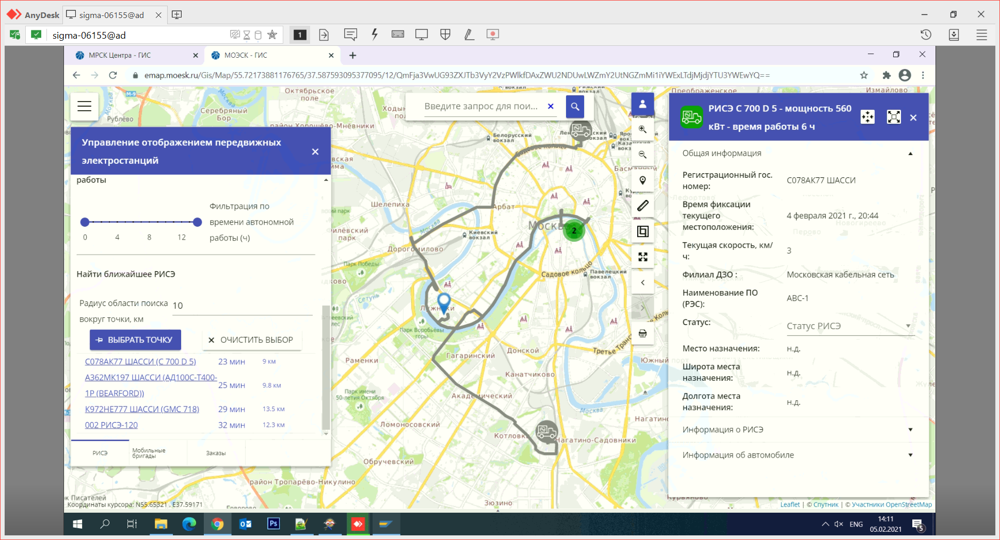 AnyDesk
sigma-06155@ad
sigma-06155@ad
1
МРСК Центра - ГИС
МОЭСК - ГИС
emap.moesk.ru/Gis/Map/55.72173881176765/37.587593095377095/12/QmFja3VwUG93ZXJTb3VyY2VzPWlkfDAxZWU2NDUwLWZmY2UtNGZmMi1iYWExLTdjMjdjYTU3YWEwYQ==
Введите запрос для пои...
Управление отображением передвижных
электростанций
работы
Фильтрация по
времени автономной
работы (ч)
0 4 8 12
Найти ближайшее РИСЭ
Радиус области поиска
вокруг точки, км
10
ВЫБРАТЬ ТОЧКУ
ОЧИСТИТЬ ВЫБОР
С078АК77 ШАССИ (C 700 D 5) 23 мин 9 км
А362МК197 ШАССИ (АД100С-Т400-
1Р (BEARFORD)) 25 мин 9.8 км
К972НЕ777 ШАССИ (GMC 718) 29 мин 13.5 км
002 РИСЭ-120 32 мин 12.3 км
РИСЭ
Мобильные
бригады
Заказы
РИСЭ C 700 D 5 - мощность 560
кВт - время работы 6 ч
Общая информация
Регистрационный гос.
номер:
С078АК77 ШАССИ
Время фиксации
текущего
местоположения:
4 февраля 2021 г., 20:44
Текущая скорость, км/
ч:
3
Филиал ДЗО :
Московская кабельная сеть
Наименование ПО
(РЭС):
АВС-1
Статус:
Статус РИСЭ
Место назначения:
н.д.
Широта места
назначения:
н.д.
Долгота места
назначения:
н.д.
Информация о РИСЭ
Информация об автомобиле
М-9
Москва
Москва
Октябрьское
поле
Серебряный
Бор
Рублёво
район Хорошёво-Мнёвники
Преображенское
Измайлово
Белорусский
вокзал
Садовое кольцо
Шелепиха
Арбат
Москва
Киевский
вокзал
Москва
2
Дорогомилово
Парк Победы
Садовое кольцо
Павелецкий
вокзал
Сетунь
Лужники
Парк Воробьёвы
горы
Раменки
Гагаринский
Донской
Канатчиково
Южный порт
Академический
Парк имени
50-летия Октября
Москва
Ломоносовский
Нагатино-Садовники
Обручевский
район Тропарёво-Никулино
Зюзино
Перово
Координаты курсора: N55.65321 , E37.59171
Leaflet | © Спутник | © Участники OpenStreetMap
ENG
14:11
05.02.2021
5